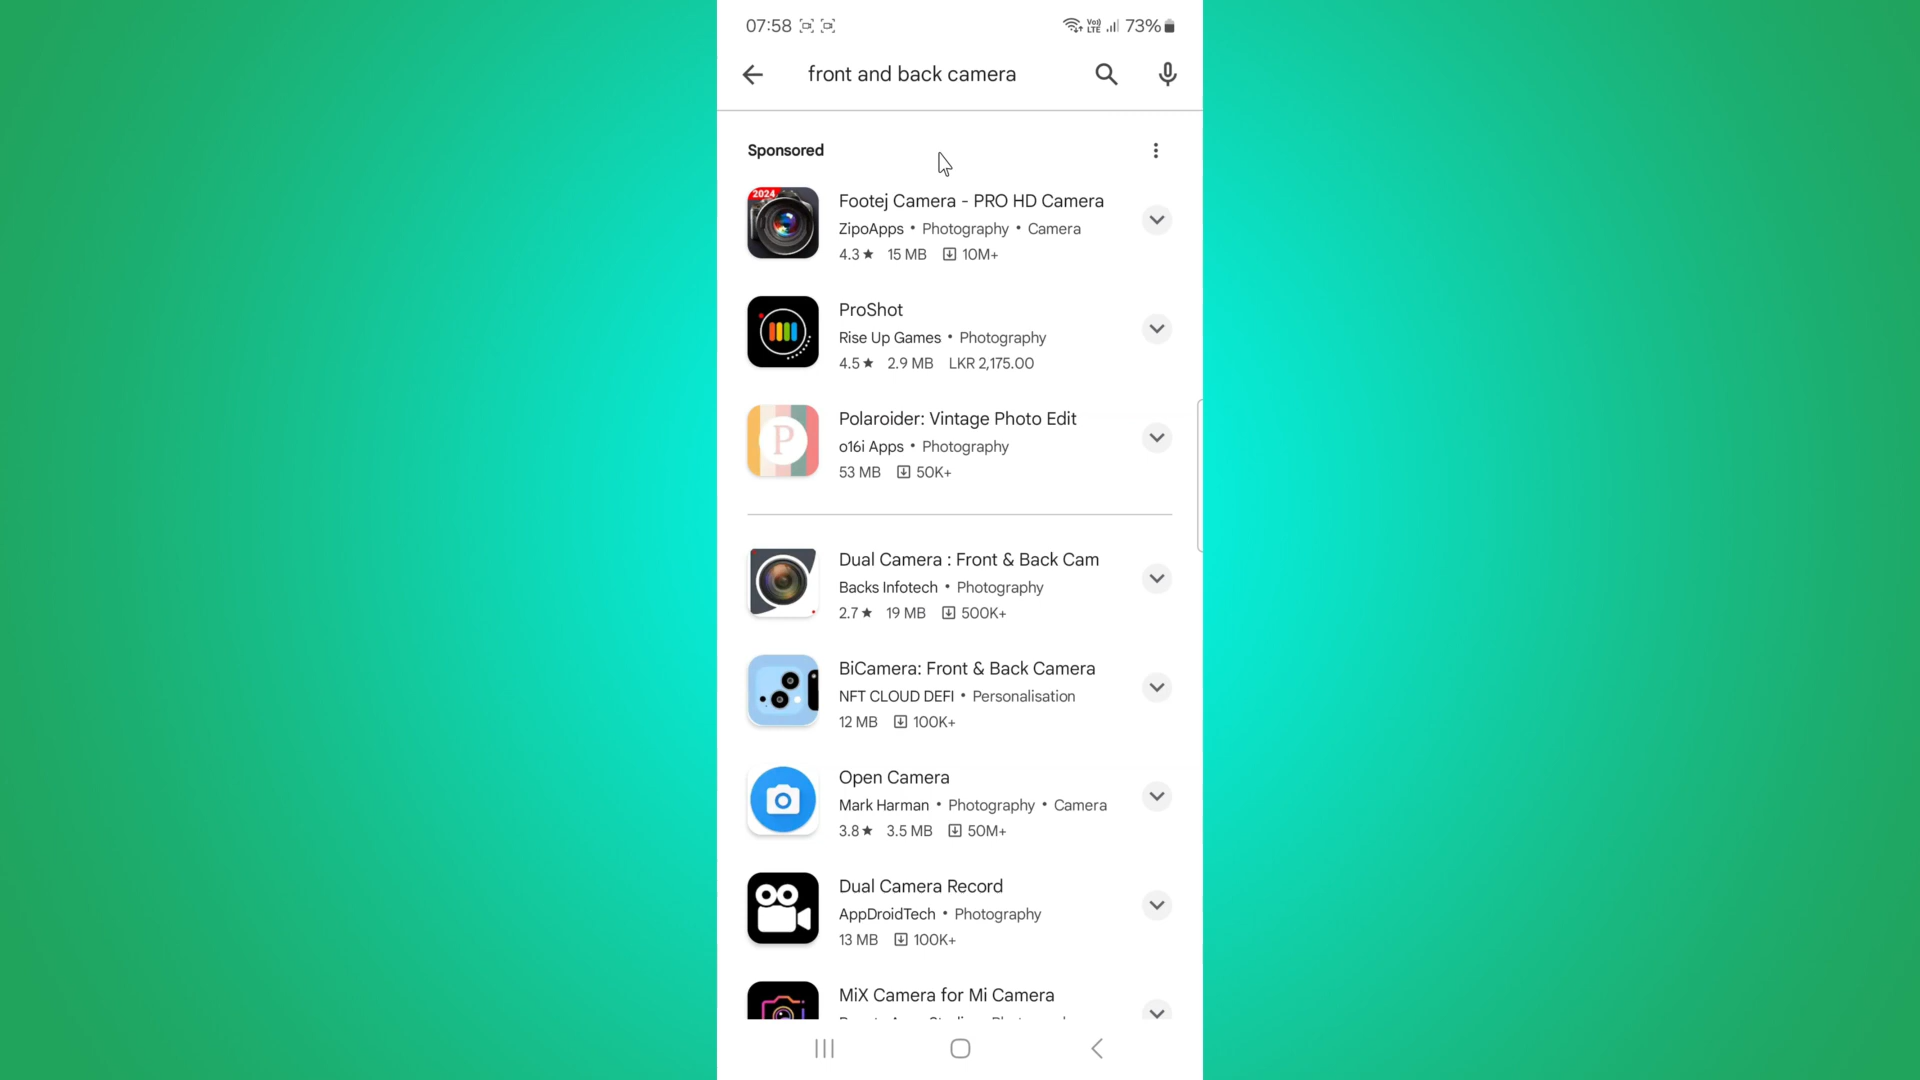 07:58 Vo) LTE 73%
front and back camera
Sponsored
2024
Footej Camera - PRO HD Camera
ZipoApps • Photography • Camera
4.3★ 15 MB 10M+
ProShot
Rise Up Games • Photography
4.5★ 2.9 MB LKR 2,175.00
P
Polaroider: Vintage Photo Edit
o16i Apps • Photography
53 MB 50K+
Dual Camera : Front & Back Cam
Backs Infotech • Photography
2.7★ 19 MB 500K+
BiCamera: Front & Back Camera
NFT CLOUD DEFI • Personalisation
12 MB 100K+
Open Camera
Mark Harman • Photography • Camera
3.8★ 3.5 MB 50M+
Dual Camera Record
AppDroidTech • Photography
13 MB 100K+
MiX Camera for Mi Camera